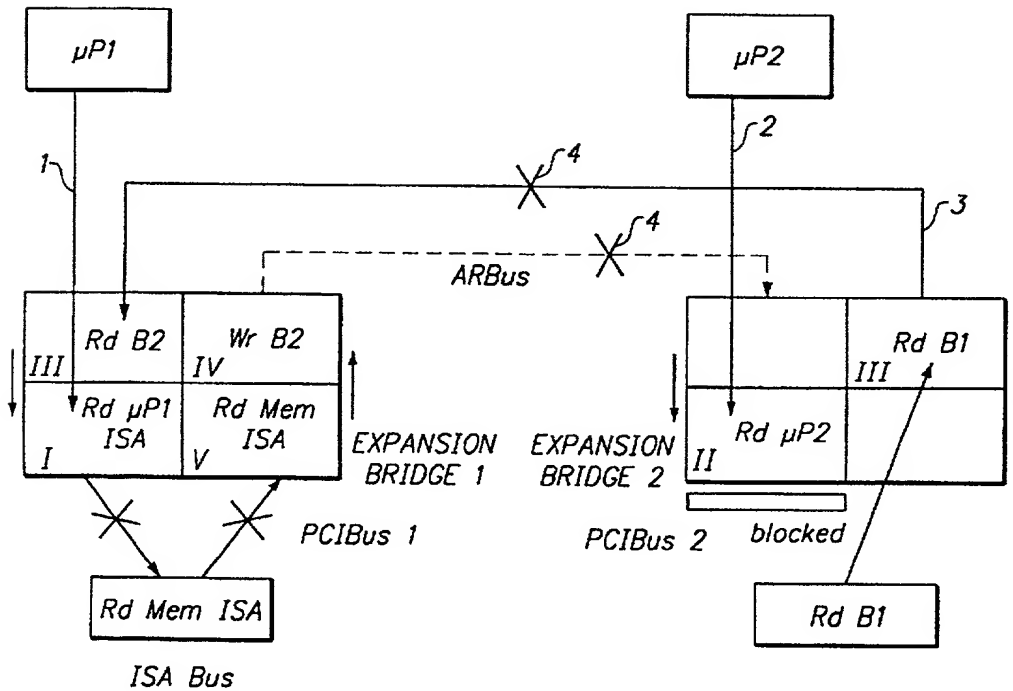 µP1
µP2
1
2
4
3
4
ARBus
Rd B2
III
Wr B2
IV
Rd B1
III
Rd µP1
ISA
I
Rd Mem
ISA
V
EXPANSION
BRIDGE 1
EXPANSION
BRIDGE 2
Rd µP2
II
PCIBus 1
PCIBus 2
blocked
Rd Mem ISA
Rd B1
ISA Bus